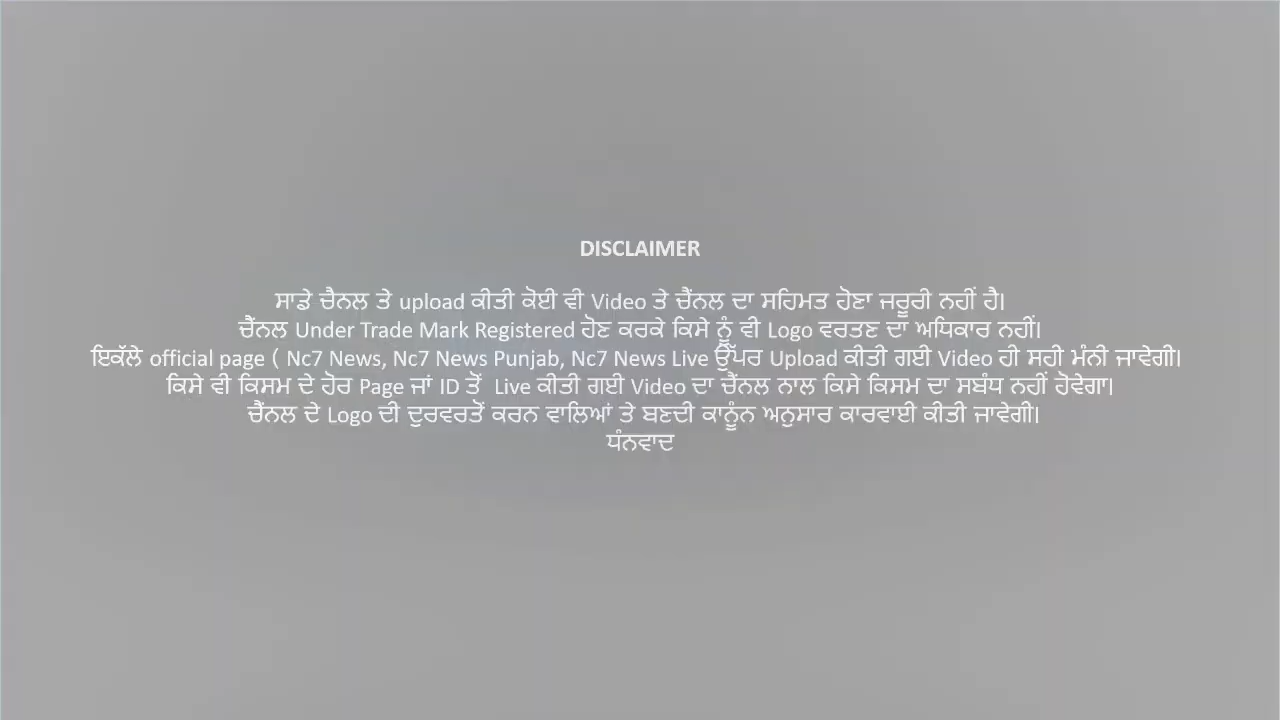 DISCLAIMER
ਸਾਡੇ ਚੈਨਲ ਤੇ upload ਕੀਤੀ ਕੋਈ ਵੀ Video ਤੇ ਚੈਂਨਲ ਦਾ ਸਹਿਮਤ ਹੋਣਾ ਜਰੂਰੀ ਨਹੀਂ ਹੈ।
ਚੈਂਨਲ Under Trade Mark Registered ਹੋਣ ਕਰਕੇ ਕਿਸੇ ਨੂੰ ਵੀ Logo ਵਰਤਣ ਦਾ ਅਧਿਕਾਰ ਨਹੀਂ।
ਇਕੱਲੇ official page ( Nc7 News, Nc7 News Punjab, Nc7 News Live ਉੱਪਰ Upload ਕੀਤੀ ਗਈ Video ਹੀ ਸਹੀ ਮੰਨੀ ਜਾਵੇਗੀ।
ਕਿਸੇ ਵੀ ਕਿਸਮ ਦੇ ਹੋਰ Page ਜਾਂ ID ਤੋਂ Live ਕੀਤੀ ਗਈ Video ਦਾ ਚੈਂਨਲ ਨਾਲ ਕਿਸੇ ਕਿਸਮ ਦਾ ਸਬੰਧ ਨਹੀਂ ਹੋਵੇਗਾ।
ਚੈਂਨਲ ਦੇ Logo ਦੀ ਦੁਰਵਰਤੋਂ ਕਰਨ ਵਾਲਿਆਂ ਤੇ ਬਣਦੀ ਕਾਨੂੰਨ ਅਨੁਸਾਰ ਕਾਰਵਾਈ ਕੀਤੀ ਜਾਵੇਗੀ।
ਧੰਨਵਾਦ